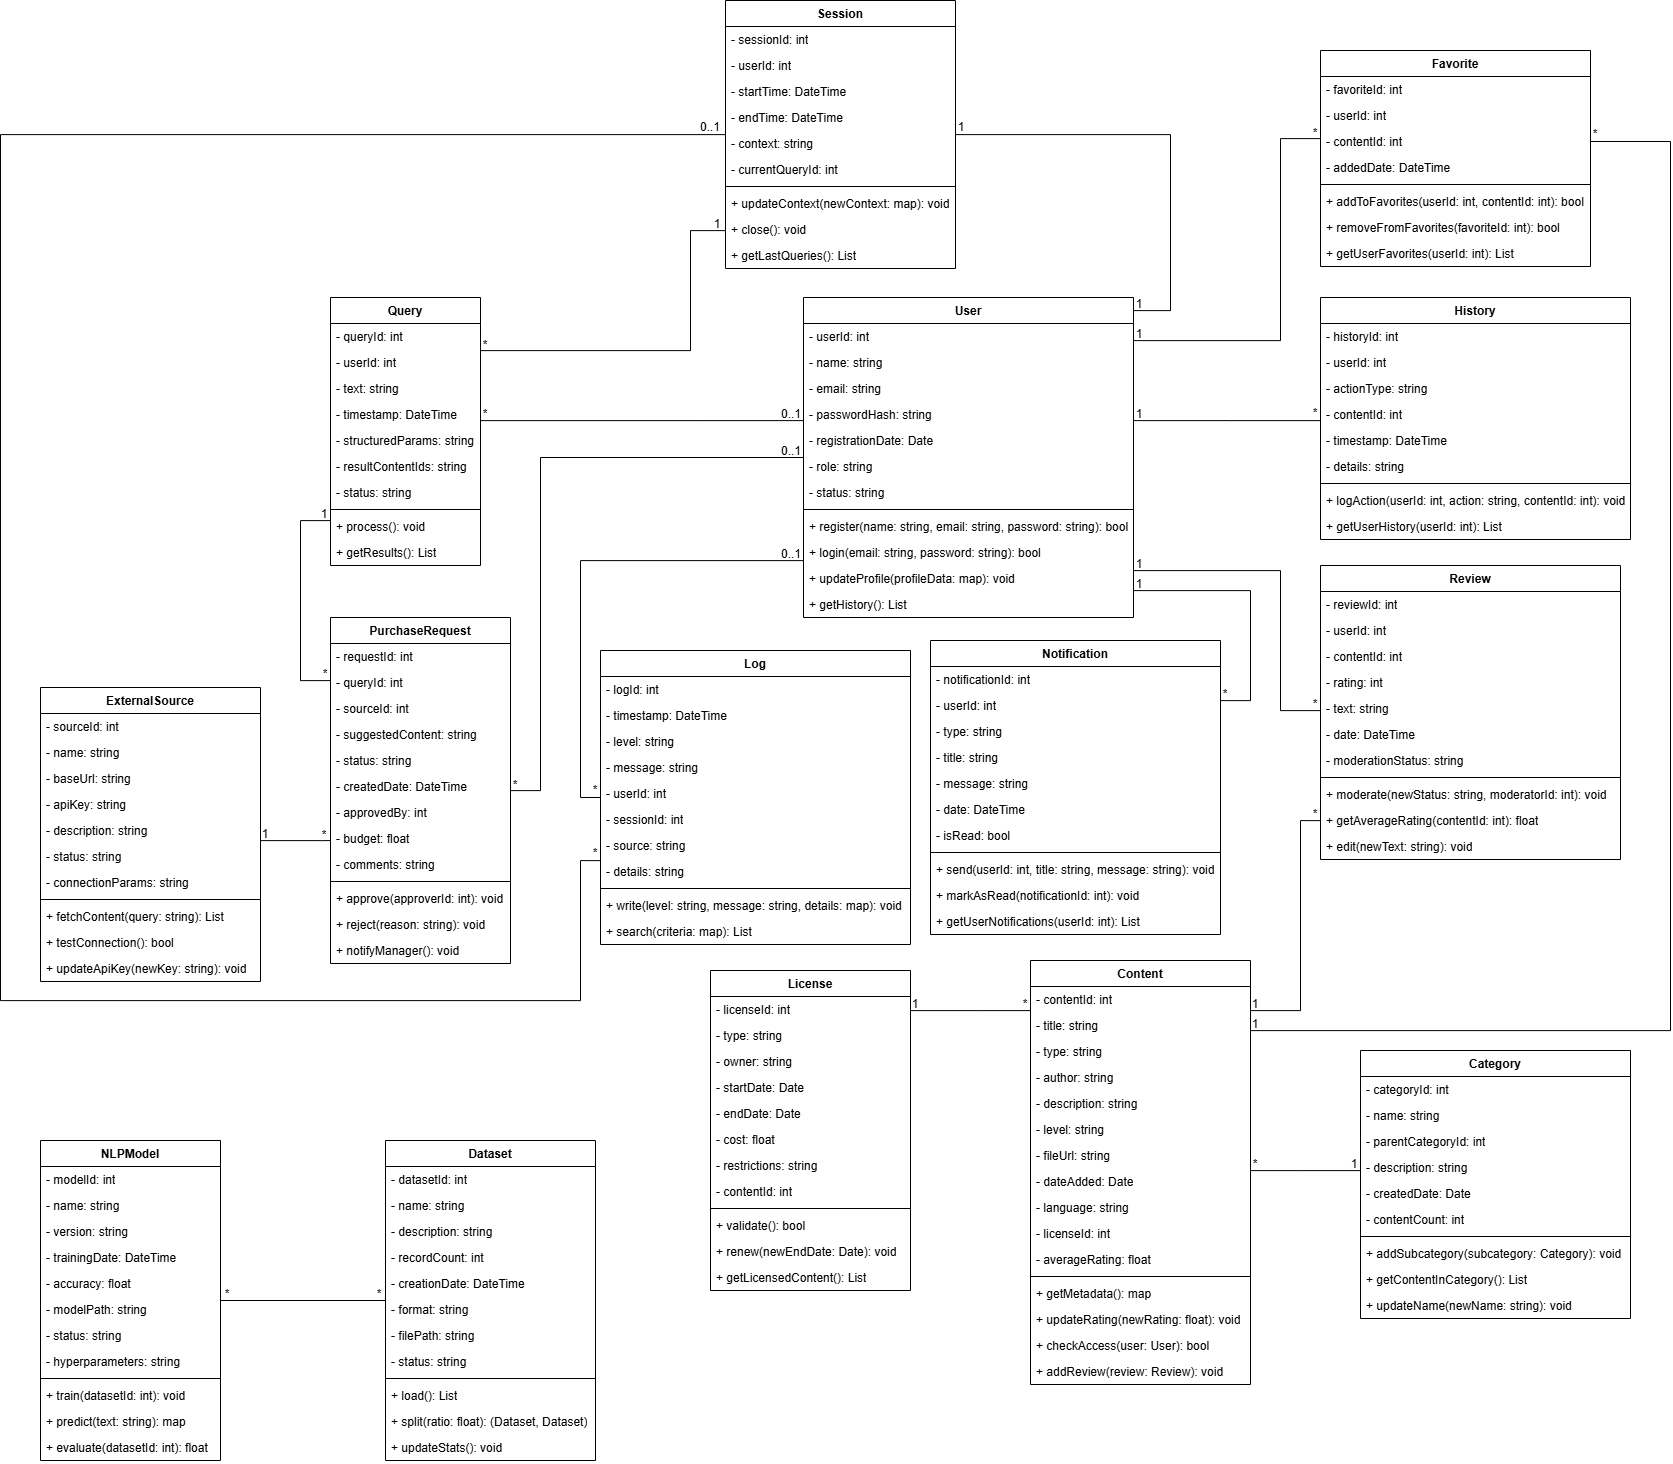 Session
- sessionId: int
- userId: int
- startTime: DateTime
- endTime: DateTime
- context: string
- currentQueryId: int
+ updateContext(newContext: map): void
+ close(): void
+ getLastQueries(): List
0..1
1
1
Favorite
- favoriteId: int
- userId: int
- contentId: int
- addedDate: DateTime
+ addToFavorites(userId: int, contentId: int): bool
+ removeFromFavorites(favoriteId: int): bool
+ getUserFavorites(userId: int): List
*
*
Query
- queryId: int
- userId: int
- text: string
- timestamp: DateTime
- structuredParams: string
- resultContentIds: string
- status: string
+ process(): void
+ getResults(): List
*
*
1
User
- userId: int
- name: string
- email: string
- passwordHash: string
- registrationDate: Date
- role: string
- status: string
+ register(name: string, email: string, password: string): bool
+ login(email: string, password: string): bool
+ updateProfile(profileData: map): void
+ getHistory(): List
0..1
0..1
0..1
1
1
1
1
1
History
- historyId: int
- userId: int
- actionType: string
- contentId: int
- timestamp: DateTime
- details: string
+ logAction(userId: int, action: string, contentId: int): void
+ getUserHistory(userId: int): List
*
Review
- reviewId: int
- userId: int
- contentId: int
- rating: int
- text: string
- date: DateTime
- moderationStatus: string
+ moderate(newStatus: string, moderatorId: int): void
+ getAverageRating(contentId: int): float
+ edit(newText: string): void
*
*
PurchaseRequest
- requestId: int
- queryId: int
- sourceId: int
- suggestedContent: string
- status: string
- createdDate: DateTime
- approvedBy: int
- budget: float
- comments: string
+ approve(approverId: int): void
+ reject(reason: string): void
+ notifyManager(): void
*
*
*
ExternalSource
- sourceId: int
- name: string
- baseUrl: string
- apiKey: string
- description: string
- status: string
- connectionParams: string
+ fetchContent(query: string): List
+ testConnection(): bool
+ updateApiKey(newKey: string): void
1
Log
- logId: int
- timestamp: DateTime
- level: string
- message: string
- userId: int
- sessionId: int
- source: string
- details: string
+ write(level: string, message: string, details: map): void
+ search(criteria: map): List
*
*
Notification
- notificationId: int
- userId: int
- type: string
- title: string
- message: string
- date: DateTime
- isRead: bool
+ send(userId: int, title: string, message: string): void
+ markAsRead(notificationId: int): void
+ getUserNotifications(userId: int): List
*
License
- licenseId: int
- type: string
- owner: string
- startDate: Date
- endDate: Date
- cost: float
- restrictions: string
- contentId: int
+ validate(): bool
+ renew(newEndDate: Date): void
+ getLicensedContent(): List
1
Content
- contentId: int
- title: string
- type: string
- author: string
- description: string
- level: string
- fileUrl: string
- dateAdded: Date
- language: string
- licenseId: int
- averageRating: float
+ getMetadata(): map
+ updateRating(newRating: float): void
+ checkAccess(user: User): bool
+ addReview(review: Review): void
*
1
1
*
Category
- categoryId: int
- name: string
- parentCategoryId: int
- description: string
- createdDate: Date
- contentCount: int
+ addSubcategory(subcategory: Category): void
+ getContentInCategory(): List
+ updateName(newName: string): void
1
NLPModel
- modelId: int
- name: string
- version: string
- trainingDate: DateTime
- accuracy: float
- modelPath: string
- status: string
- hyperparameters: string
+ train(datasetId: int): void
+ predict(text: string): map
+ evaluate(datasetId: int): float
*
*
Dataset
- datasetId: int
- name: string
- description: string
- recordCount: int
- creationDate: DateTime
- format: string
- filePath: string
- status: string
+ load(): List
+ split(ratio: float): (Dataset, Dataset)
+ updateStats(): void